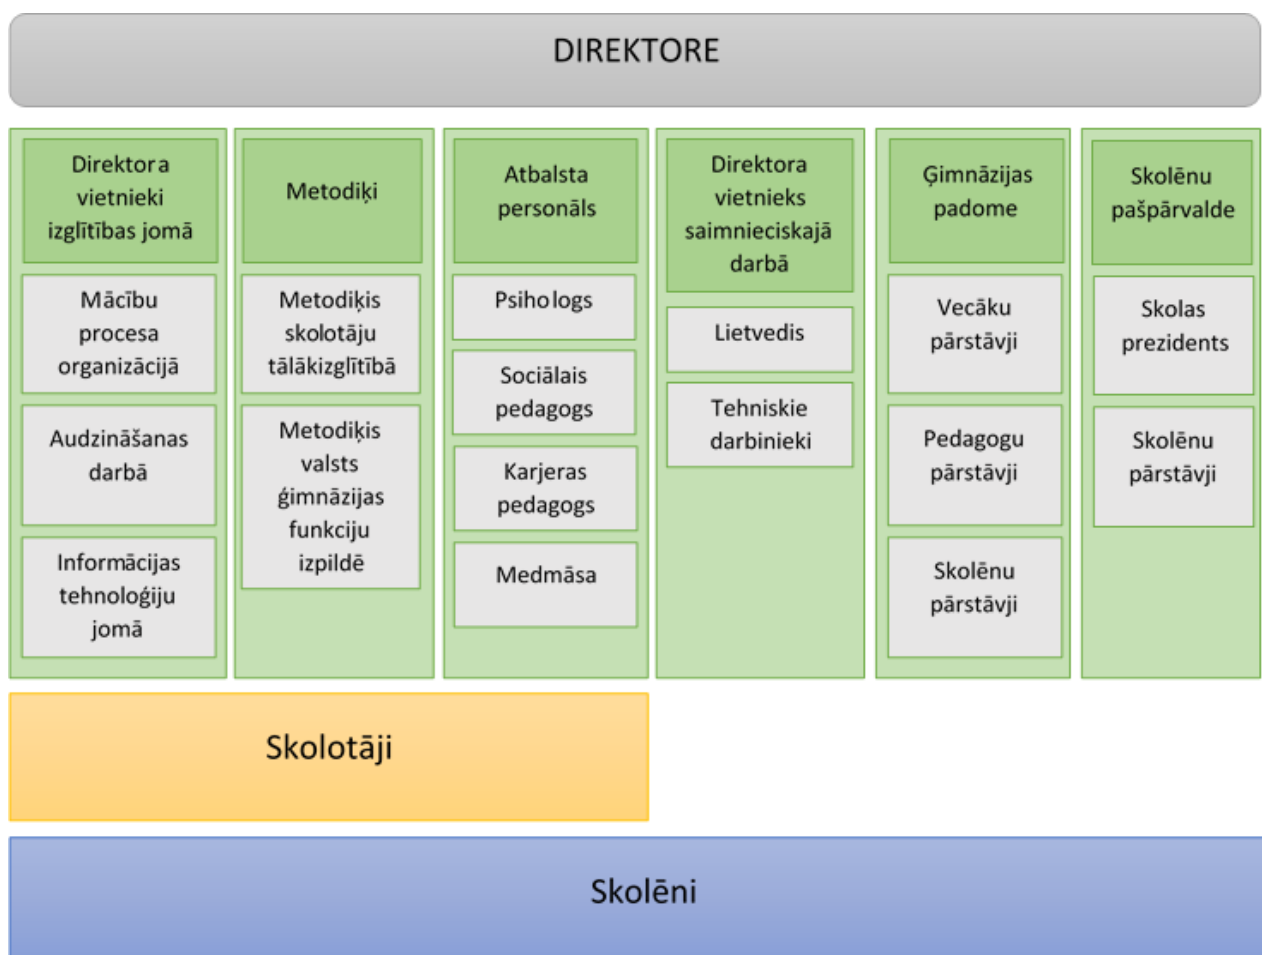 DIREKTORE
Direktora
vietnieki
izglītības jomā
Mācību
procesa
organizācijā
Audzināšanas
darbā
Informācijas
tehnoloģiju
jomā
Metodiķi
Metodiķis
skolotāju
tālākizglītībā
Metodiķis
valsts
ģimnāzijas
funkciju
izpildē
Atbalsta
personāls
Psihologs
Sociālais
pedagogs
Karjeras
pedagogs
Medmāsa
Direktora
vietnieks
saimnieciskajā
darbā
Lietvedis
Tehniskie
darbinieki
Ģimnāzijas
padome
Vecāku
pārstāvji
Pedagogu
pārstāvji
Skolēnu
pārstāvji
Skolēnu
pašpārvalde
Skolas
prezidents
Skolēnu
pārstāvji
Skolotāji
Skolēni